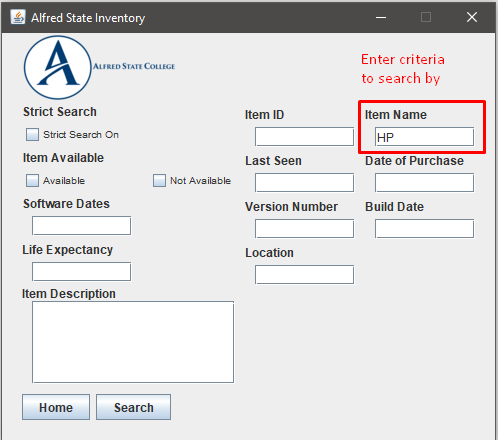 Alfred State Inventory
ALFRED STATE COLLEGE
Enter criteria
to search by
Strict Search
Strict Search On
Item ID
Item Name
HP
Item Available
Available
Not Available
Last Seen
Date of Purchase
Software Dates
Version Number
Build Date
Life Expectancy
Location
Item Description
Home
Search